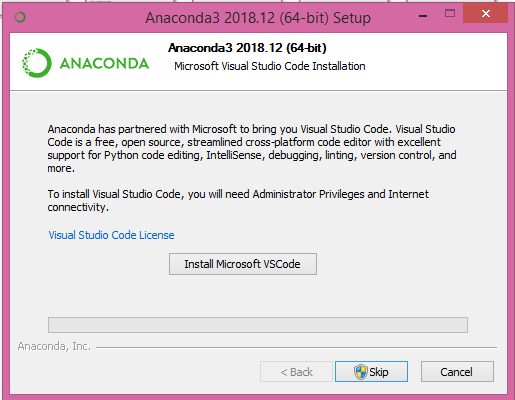 Anaconda3 2018.12 (64-bit) Setup
ANACONDA
Anaconda3 2018.12 (64-bit)
Microsoft Visual Studio Code Installation
Anaconda has partnered with Microsoft to bring you Visual Studio Code. Visual Studio
Code is a free, open source, streamlined cross-platform code editor with excellent
support for Python code editing, IntelliSense, debugging, linting, version control, and
more.
To install Visual Studio Code, you will need Administrator Privileges and Internet
connectivity.
Visual Studio Code License
Install Microsoft VSCode
Anaconda, Inc.
< Back
Skip
Cancel